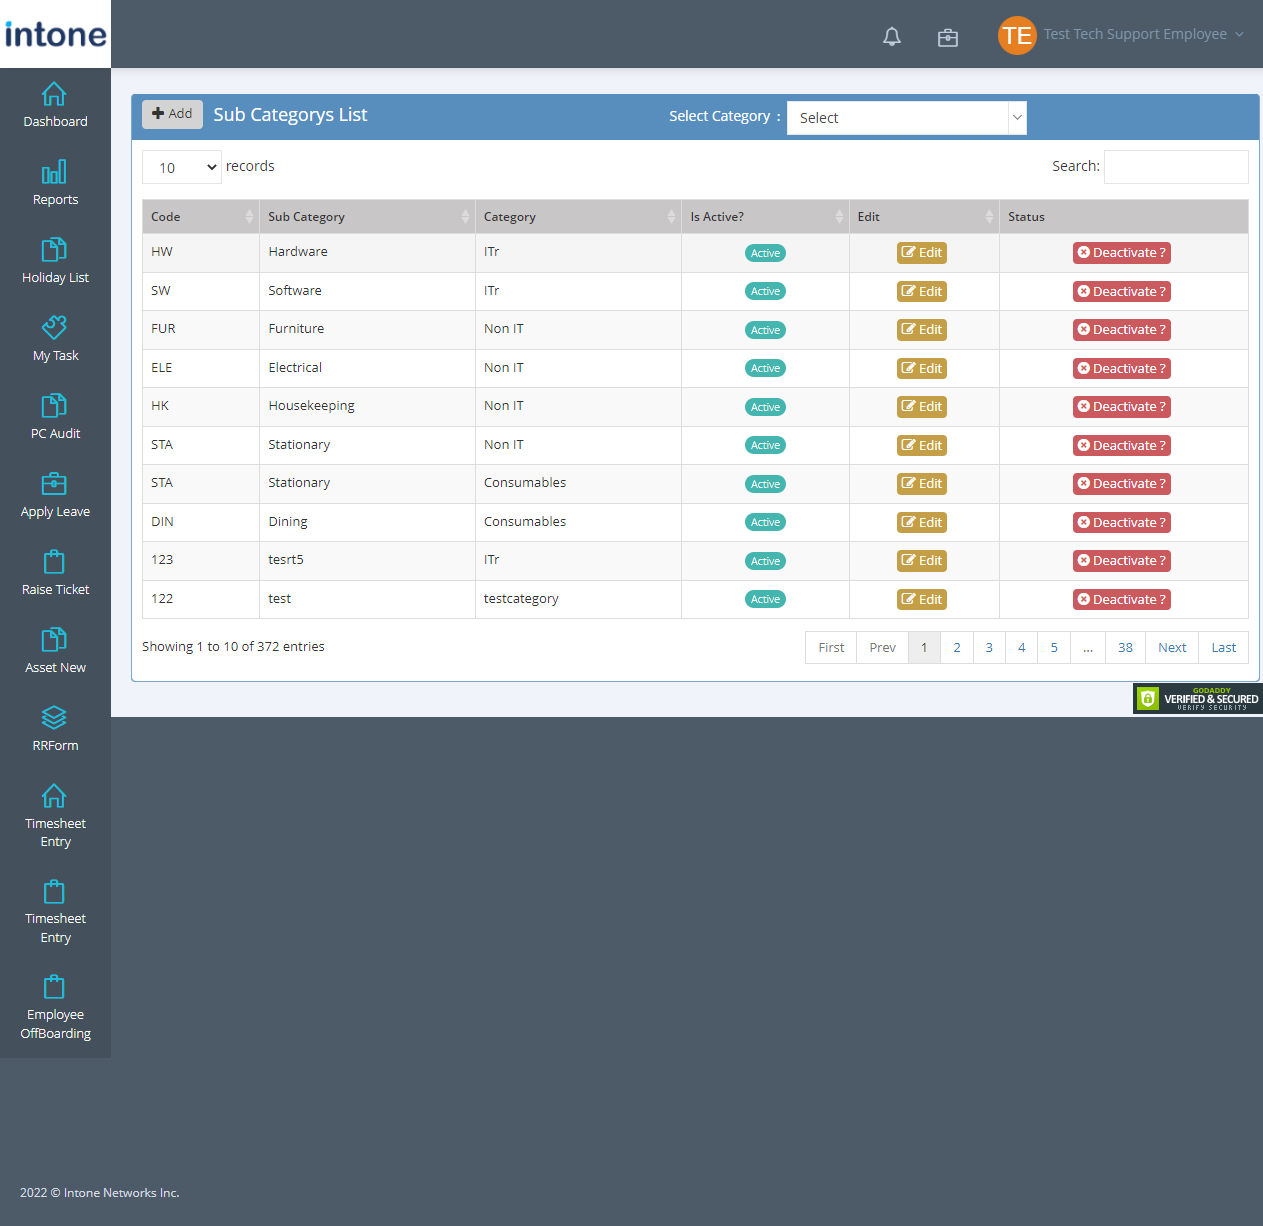 intone
TE Test Tech Support Employee
Dashboard
Reports
Holiday List
My Task
PC Audit
Apply Leave
Raise Ticket
Asset New
RRForm
Timesheet
Entry
Timesheet
Entry
Employee
OffBoarding
Add Sub Categorys List Select Category : Select
10 records Search:
Code Sub Category Category Is Active? Edit Status
HW Hardware ITr Active Edit Deactivate ?
SW Software ITr Active Edit Deactivate ?
FUR Furniture Non IT Active Edit Deactivate ?
ELE Electrical Non IT Active Edit Deactivate ?
HK Housekeeping Non IT Active Edit Deactivate ?
STA Stationary Non IT Active Edit Deactivate ?
STA Stationary Consumables Active Edit Deactivate ?
DIN Dining Consumables Active Edit Deactivate ?
123 tesrt5 ITr Active Edit Deactivate ?
122 test testcategory Active Edit Deactivate ?
Showing 1 to 10 of 372 entries First Prev 1 2 3 4 5 ... 38 Next Last
GODADDY
VERIFIED & SECURED
VERIFY SECURITY
2022 © Intone Networks Inc.